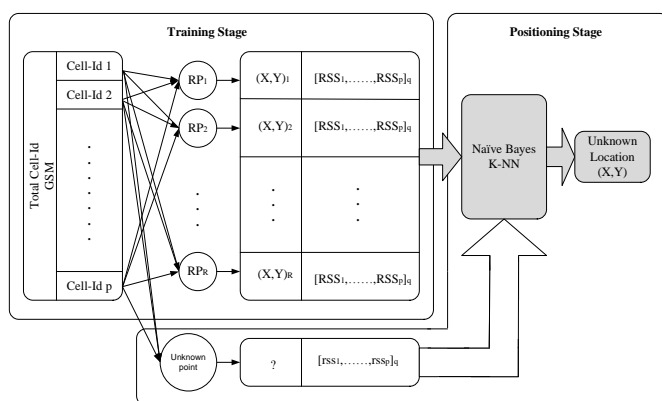 Training Stage
Positioning Stage
Total Cell-Id
GSM
Cell-Id 1
Cell-Id 2
Cell-Id p
RP1
RP2
RPR
(X,Y)1
[RSS1,......,RSSp]q
(X,Y)2
[RSS1,......,RSSp]q
(X,Y)R
[RSS1,......,RSSp]q
Naïve Bayes
K-NN
Unknown
Location
(X,Y)
Unknown
point
?
[rss1,......,rssp]q